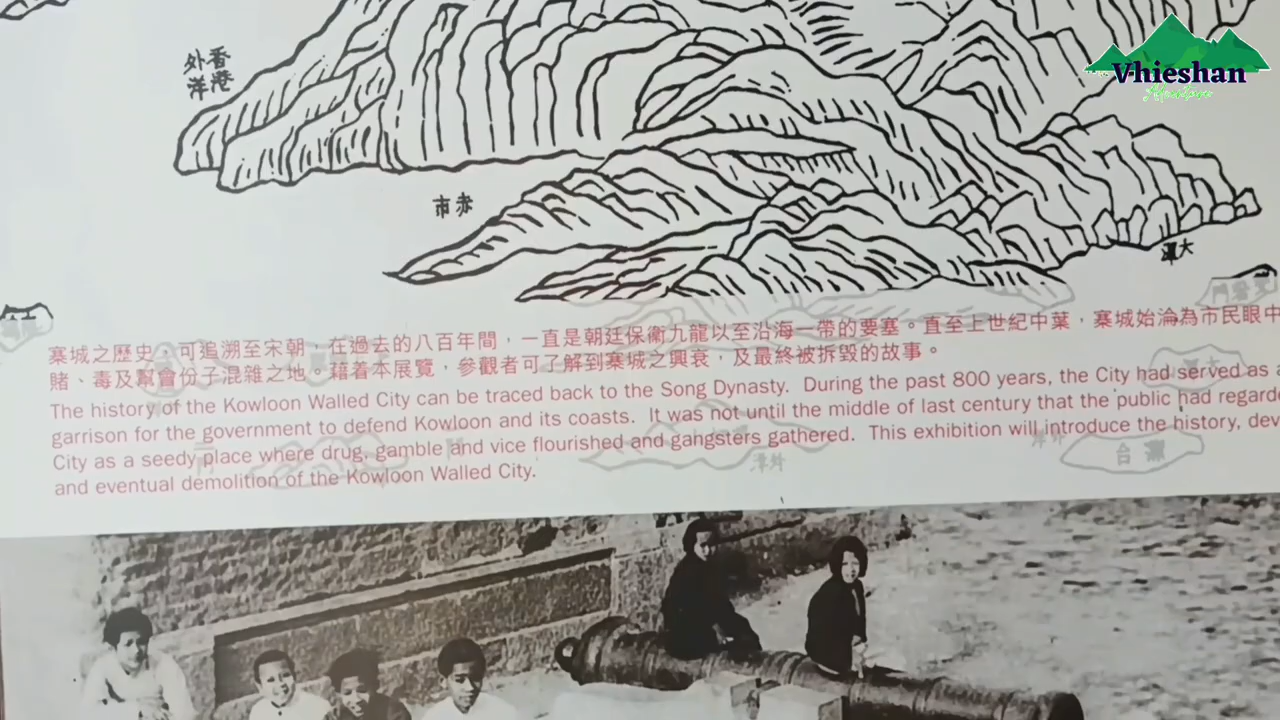 Vhieshan
Adventure
香港
外洋
赤市
大潭
寨城之歷史，可追溯至宋朝，在過去的八百年間，一直是朝廷保衞九龍以至沿海一帶的要塞。直至上世紀中葉，寨城始淪為市民眼中
賭、毒及幫會份子混雜之地。藉着本展覽，參觀者可了解到寨城之興衰，及最終被拆毀的故事。
The history of the Kowloon Walled City can be traced back to the Song Dynasty. During the past 800 years, the City had served as a
garrison for the government to defend Kowloon and its coasts. It was not until the middle of last century that the public had regarde
City as a seedy place where drug, gamble and vice flourished and gangsters gathered. This exhibition will introduce the history, dev
and eventual demolition of the Kowloon Walled City.